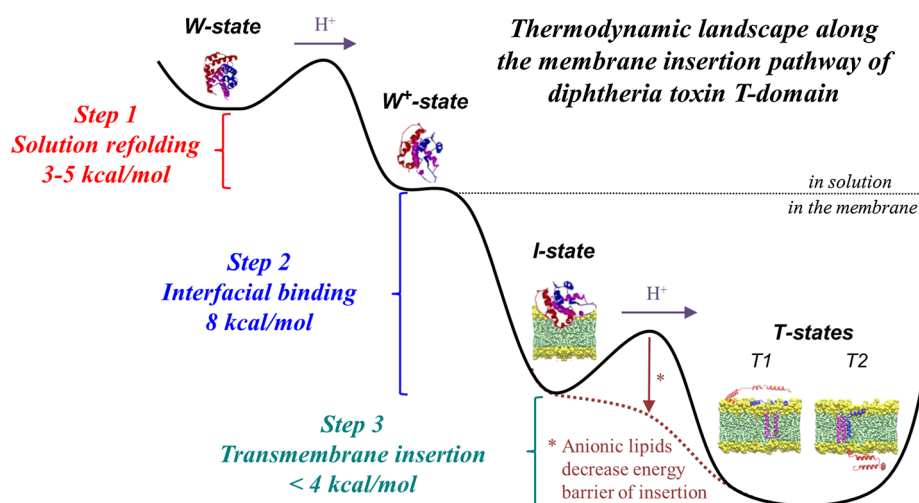 Thermodynamic landscape along
the membrane insertion pathway of
diphtheria toxin T-domain
W-state
H⁺
Step 1
Solution refolding
3-5 kcal/mol
W⁺-state
in solution
in the membrane
Step 2
Interfacial binding
8 kcal/mol
I-state
H⁺
T-states
T1 T2
*
Step 3
Transmembrane insertion
< 4 kcal/mol
* Anionic lipids
decrease energy
barrier of insertion